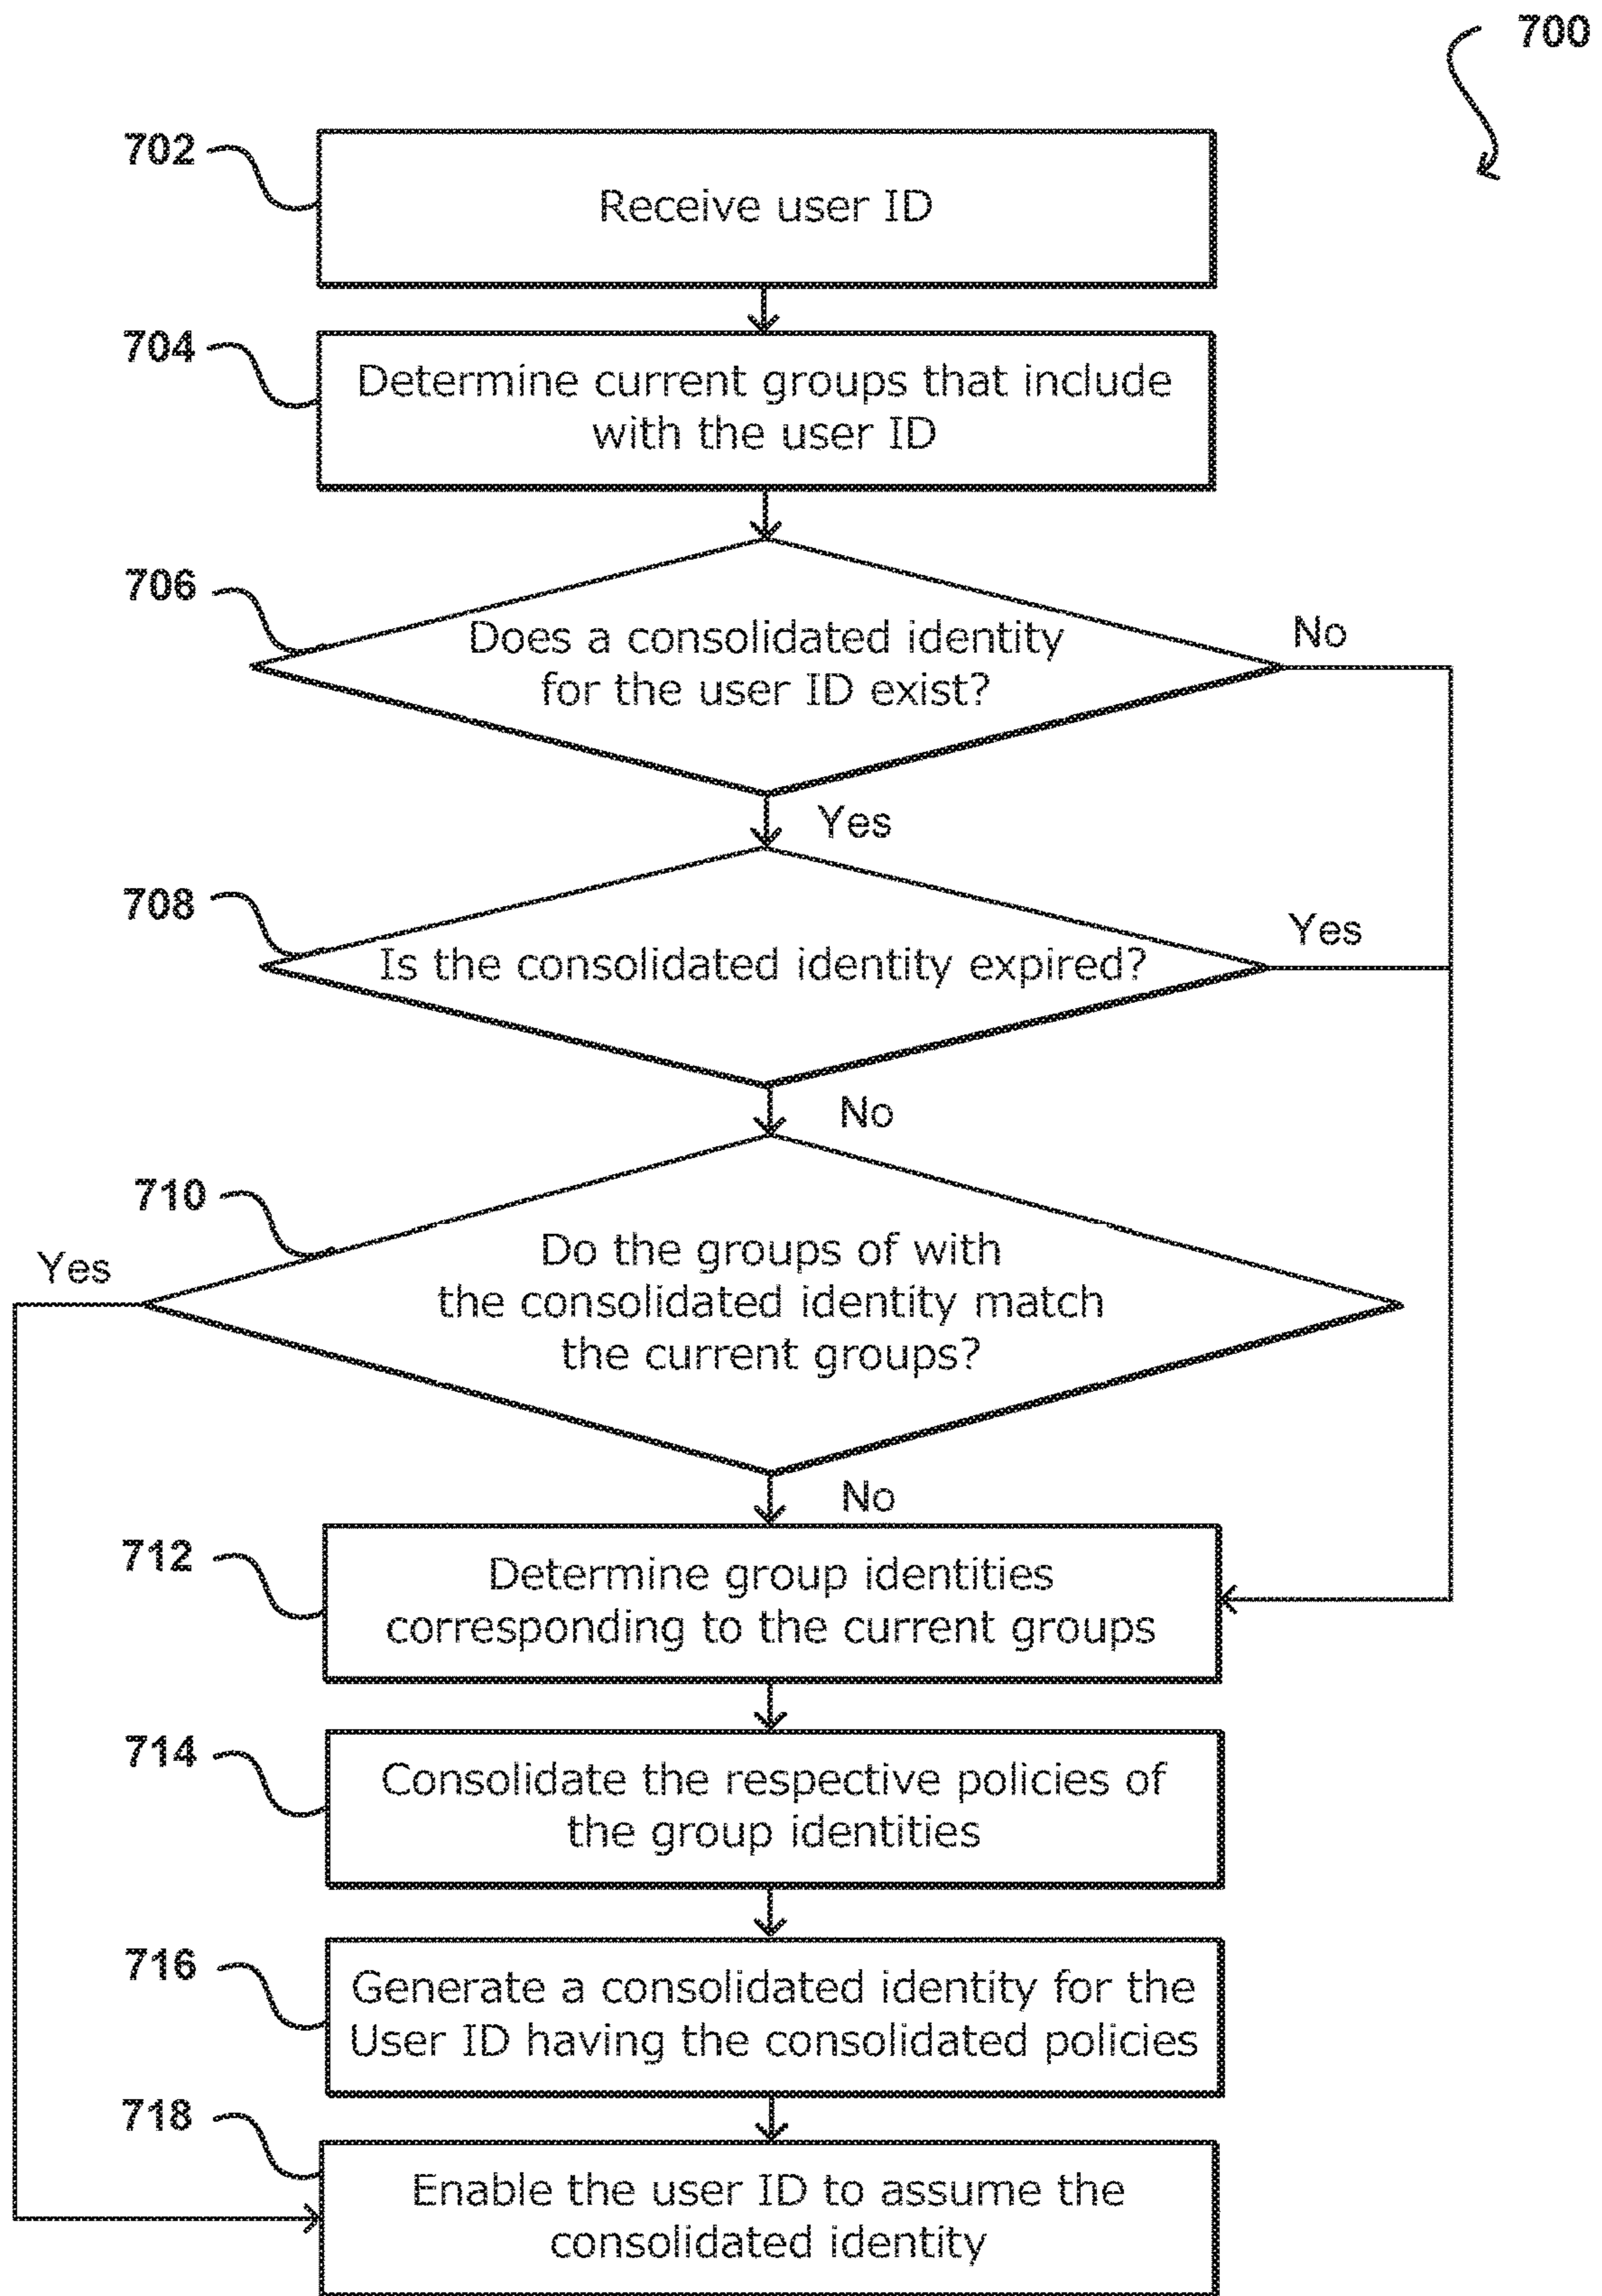 700
702
Receive user ID
704
Determine current groups that include
with the user ID
706
Does a consolidated identity
for the user ID exist?
No
Yes
708
Is the consolidated identity expired?
Yes
No
710
Yes
Do the groups of with
the consolidated identity match
the current groups?
No
712
Determine group identities
corresponding to the current groups
714
Consolidate the respective policies of
the group identities
716
Generate a consolidated identity for the
User ID having the consolidated policies
718
Enable the user ID to assume the
consolidated identity